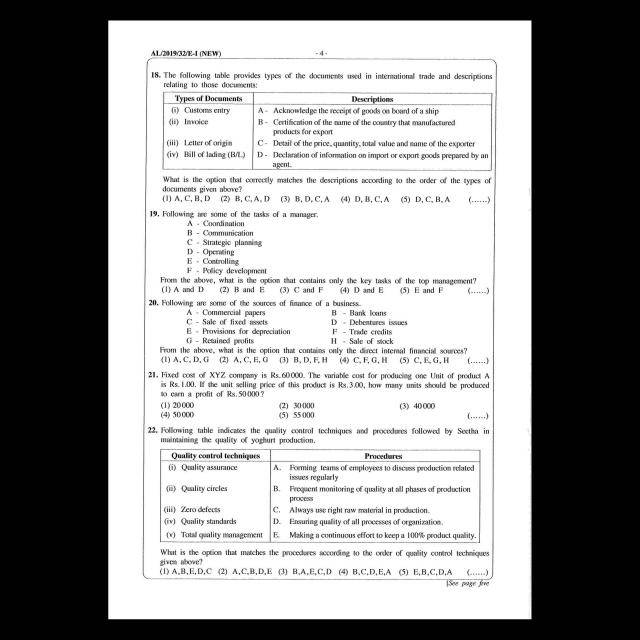 AL/2019/32/E-I (NEW)
- 4 -
18. The following table provides types of the documents used in international trade and descriptions
relating to those documents:
Types of Documents Descriptions
(i) Customs entry A - Acknowledge the receipt of goods on board of a ship
(ii) Invoice B - Certification of the name of the country that manufactured
products for export
(iii) Letter of origin C - Detail of the price, quantity, total value and name of the exporter
(iv) Bill of lading (B/L) D - Declaration of information on import or export goods prepared by an
agent.
What is the option that correctly matches the descriptions according to the order of the types of
documents given above?
(1) A, C, B, D (2) B, C, A, D (3) B, D, C, A (4) D, B, C, A (5) D, C, B, A (......)
19. Following are some of the tasks of a manager.
A - Coordination
B - Communication
C - Strategic planning
D - Operating
E - Controlling
F - Policy development
From the above, what is the option that contains only the key tasks of the top management?
(1) A and D (2) B and E (3) C and F (4) D and E (5) E and F (......)
20. Following are some of the sources of finance of a business.
A - Commercial papers B - Bank loans
C - Sale of fixed assets D - Debentures issues
E - Provisions for depreciation F - Trade credits
G - Retained profits H - Sale of stock
From the above, what is the option that contains only the direct internal financial sources?
(1) A, C, D, G (2) A, C, E, G (3) B, D, F, H (4) C, F, G, H (5) C, E, G, H (......)
21. Fixed cost of XYZ company is Rs.60000. The variable cost for producing one Unit of product A
is Rs.1.00. If the unit selling price of this product is Rs.3.00, how many units should be produced
to earn a profit of Rs.50000?
(1) 20000 (2) 30000 (3) 40000
(4) 50000 (5) 55000 (......)
22. Following table indicates the quality control techniques and procedures followed by Seetha in
maintaining the quality of yoghurt production.
Quality control techniques Procedures
(i) Quality assurance A. Forming teams of employees to discuss production related
issues regularly
(ii) Quality circles B. Frequent monitoring of quality at all phases of production
process
(iii) Zero defects C. Always use right raw material in production.
(iv) Quality standards D. Ensuring quality of all processes of organization.
(v) Total quality management E. Making a continuous effort to keep a 100% product quality.
What is the option that matches the procedures according to the order of quality control techniques
given above?
(1) A,B,E,D,C (2) A,C,B,D,E (3) B,A,E,C,D (4) B,C,D,E,A (5) E,B,C,D,A (......)
[See page five